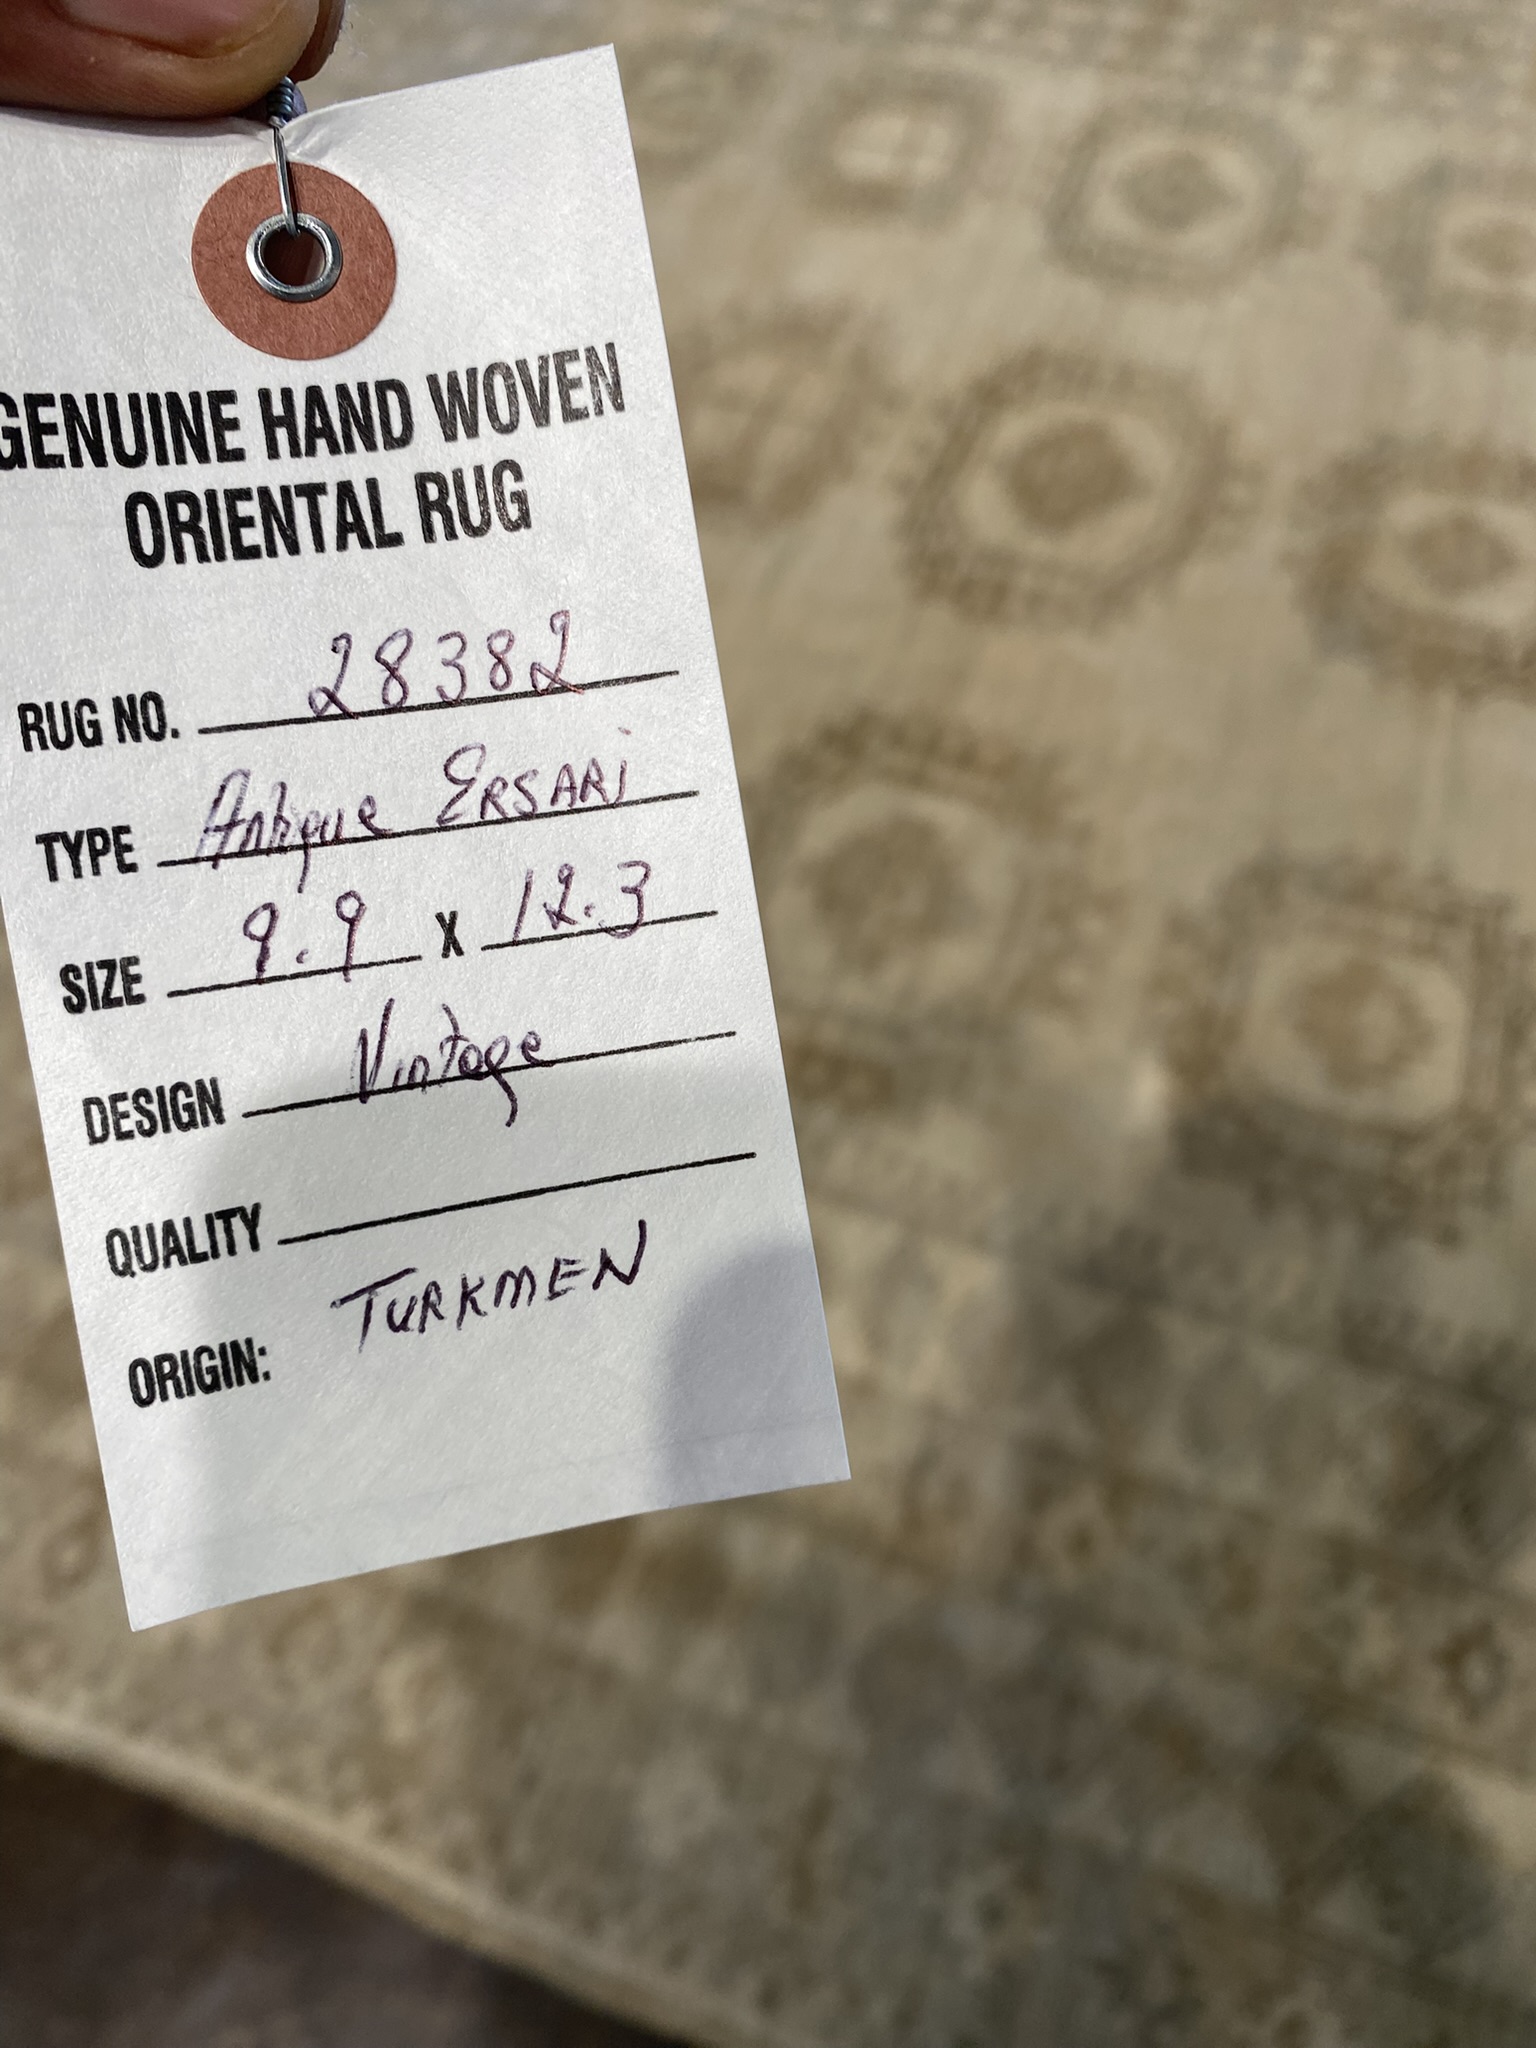 GENUINE HAND WOVEN
ORIENTAL RUG
RUG NO. 28382
TYPE Antique ERSARi
SIZE 9.9 X 12.3
DESIGN Vintage
QUALITY
ORIGIN: TURKMEN